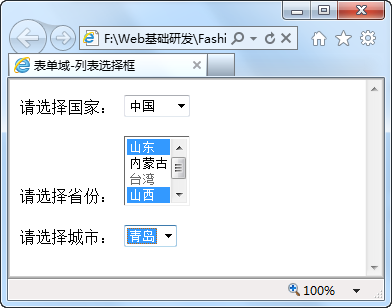 F:\Web基础研发\Fashi
表单域-列表选择框
请选择国家： 中国
山东
内蒙古
台湾
请选择省份： 山西
请选择城市： 青岛
100%